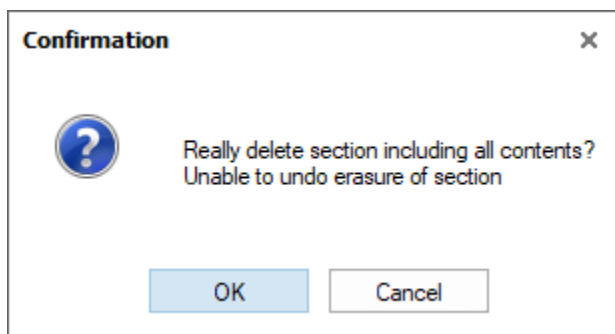 Confirmation
Really delete section including all contents?
Unable to undo erasure of section
OK
Cancel